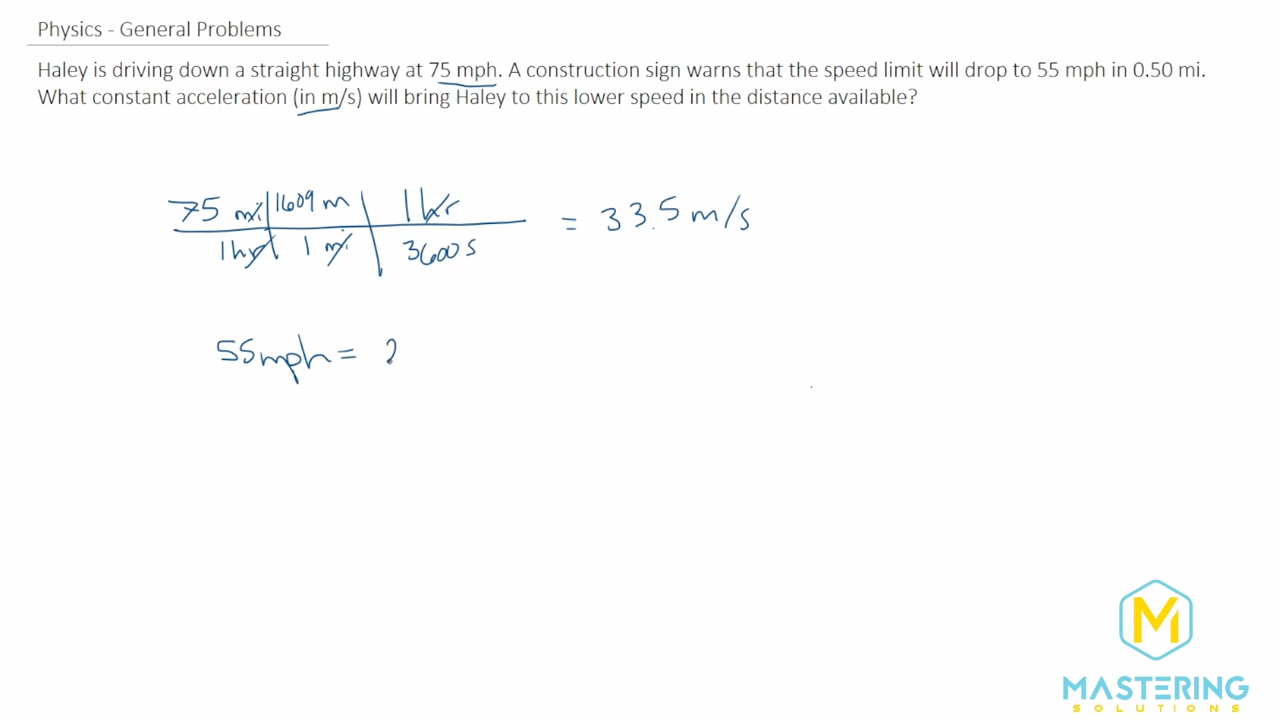 Physics - General Problems
Haley is driving down a straight highway at 75 mph. A construction sign warns that the speed limit will drop to 55 mph in 0.50 mi.
What constant acceleration (in m/s) will bring Haley to this lower speed in the distance available?
75 mi 1609 m 1 hr
= 33.5 m/s
1 hr 1 mi 3600 s
55mph = 2
M
MASTERING
SOLUTIONS